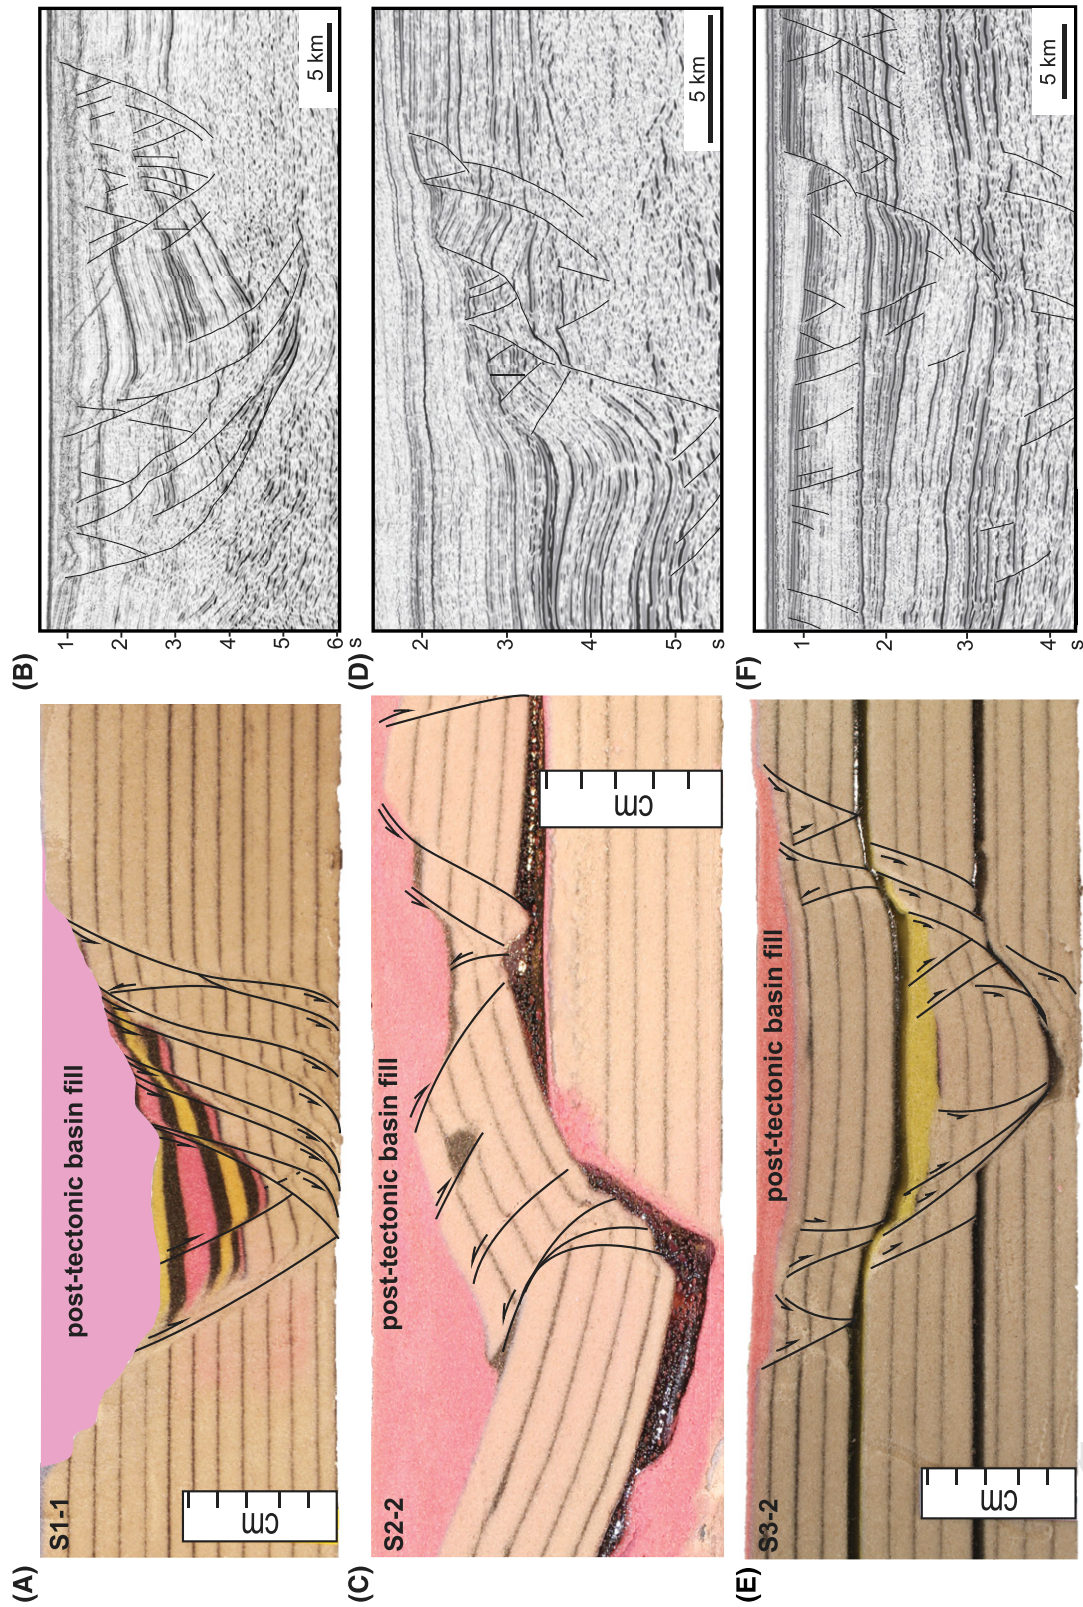 (A)
S1-1
post-tectonic basin fill
cm
(B)
1
2
3
4
5
6
s
5 km
(C)
S2-2
post-tectonic basin fill
cm
(D)
2
3
4
5
s
5 km
(E)
S3-2
post-tectonic basin fill
cm
(F)
1
2
3
4
s
5 km